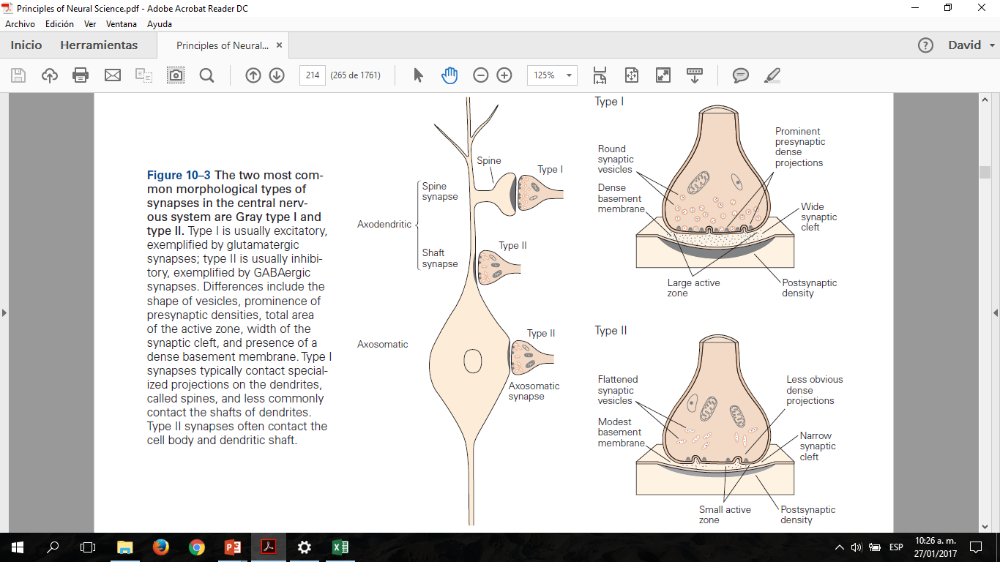 Principles of Neural Science.pdf - Adobe Acrobat Reader DC
Archivo Edición Ver Ventana Ayuda
Inicio Herramientas Principles of Neural... × David
214 (265 de 1761) 125%
Figure 10–3 The two most com-
mon morphological types of
synapses in the central nerv-
ous system are Gray type I and
type II. Type I is usually excitatory,
exemplified by glutamatergic
synapses; type II is usually inhibi-
tory, exemplified by GABAergic
synapses. Differences include the
shape of vesicles, prominence of
presynaptic densities, total area
of the active zone, width of the
synaptic cleft, and presence of a
dense basement membrane. Type I
synapses typically contact special-
ized projections on the dendrites,
called spines, and less commonly
contact the shafts of dendrites.
Type II synapses often contact the
cell body and dendritic shaft.
Axodendritic
Spine
synapse
Shaft
synapse
Spine
Type I
Type II
Axosomatic
Type II
Axosomatic
synapse
Type I
Round
synaptic
vesicles
Dense
basement
membrane
Prominent
presynaptic
dense
projections
Wide
synaptic
cleft
Large active
zone
Postsynaptic
density
Type II
Flattened
synaptic
vesicles
Modest
basement
membrane
Less obvious
dense
projections
Narrow
synaptic
cleft
Small active
zone
Postsynaptic
density
ESP
10:26 a. m.
27/01/2017